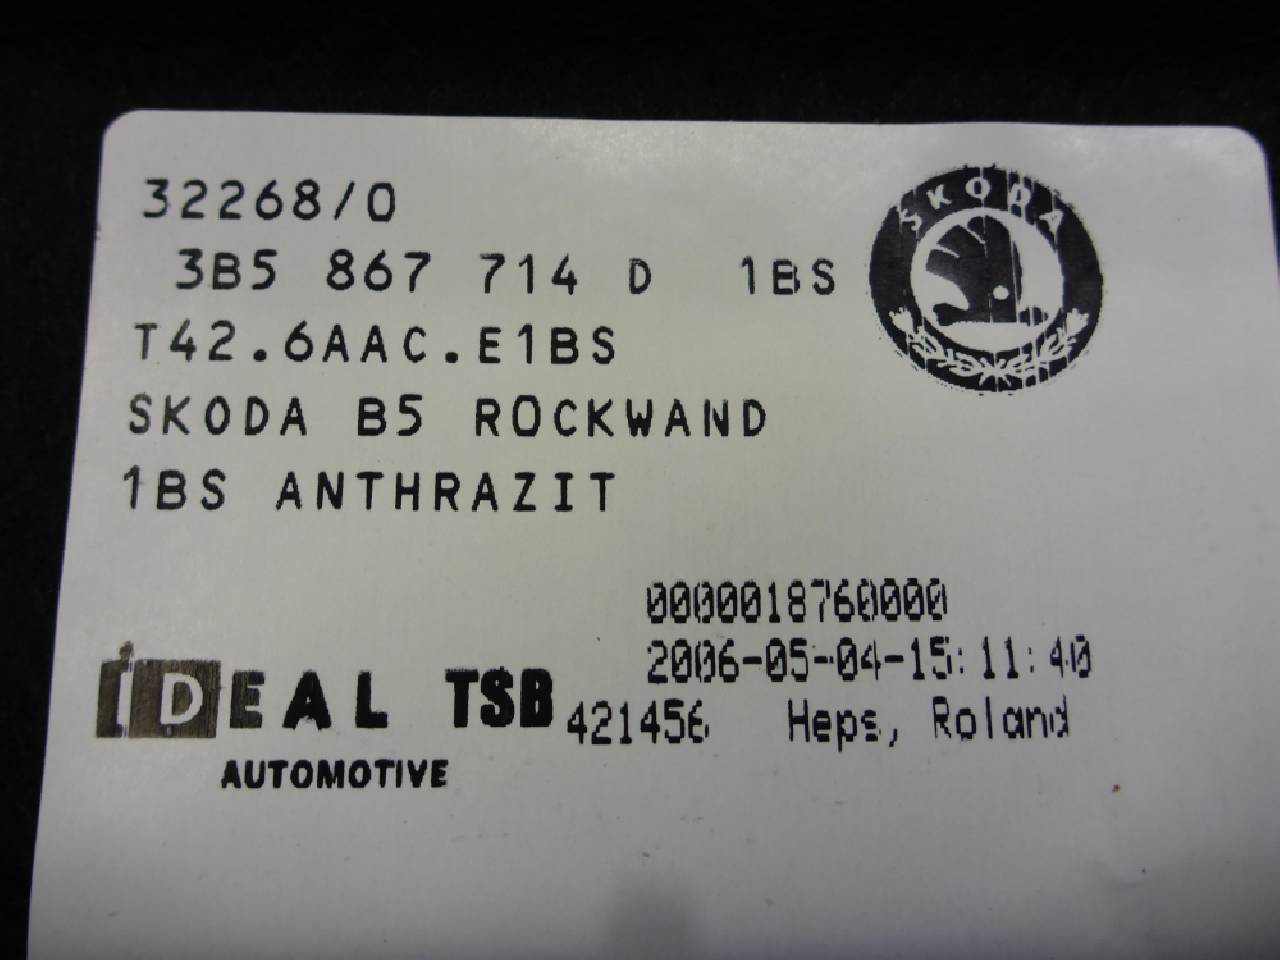 32268/0
3B5 867 714 D 1BS
SKODA
T42.6AAC.E1BS
SKODA B5 ROCKWAND
1BS ANTHRAZIT
0000018760000
2006-05-04-15:11:40
IDEAL TSB
421456 Heps, Roland
AUTOMOTIVE